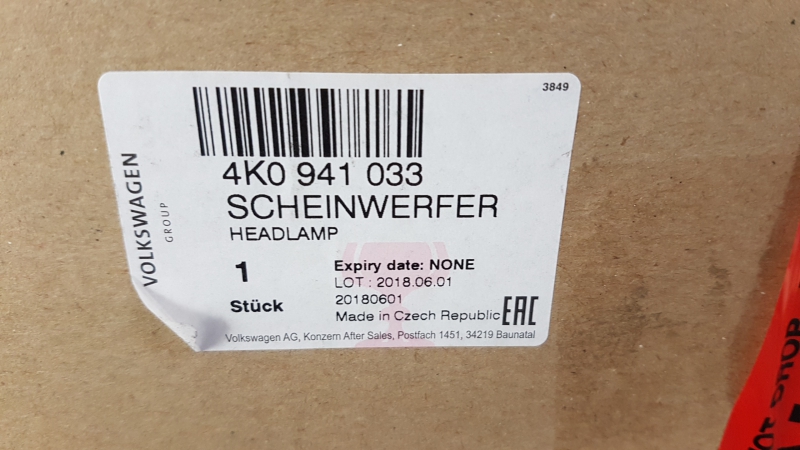 3849
VOLKSWAGEN
GROUP
4K0 941 033
SCHEINWERFER
HEADLAMP
1
Stück
Expiry date: NONE
LOT : 2018.06.01
20180601
Made in Czech Republic
EAC
Volkswagen AG, Konzern After Sales, Postfach 1451, 34219 Baunatal
SHOP